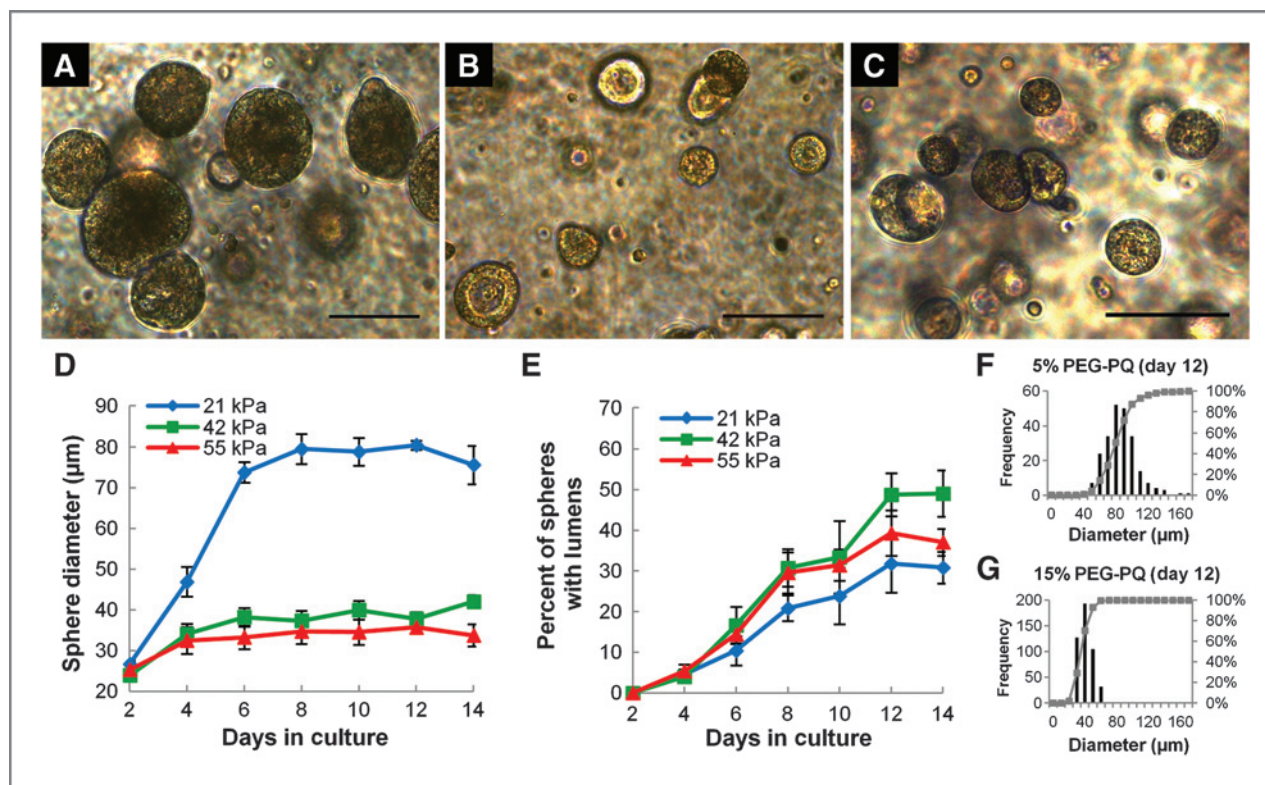 A
B
C
D
21 kPa
42 kPa
55 kPa
Sphere diameter (µm)
90
80
70
60
50
40
30
20
2 4 6 8 10 12 14
Days in culture
E
21 kPa
42 kPa
55 kPa
Percent of spheres
with lumens
70
60
50
40
30
20
10
0
2 4 6 8 10 12 14
Days in culture
F
5% PEG-PQ (day 12)
Frequency
60
40
20
0
100%
80%
60%
40%
20%
0%
0 40 80 120 160
Diameter (µm)
G
15% PEG-PQ (day 12)
Frequency
200
150
100
50
0
100%
80%
60%
40%
20%
0%
0 40 80 120 160
Diameter (µm)